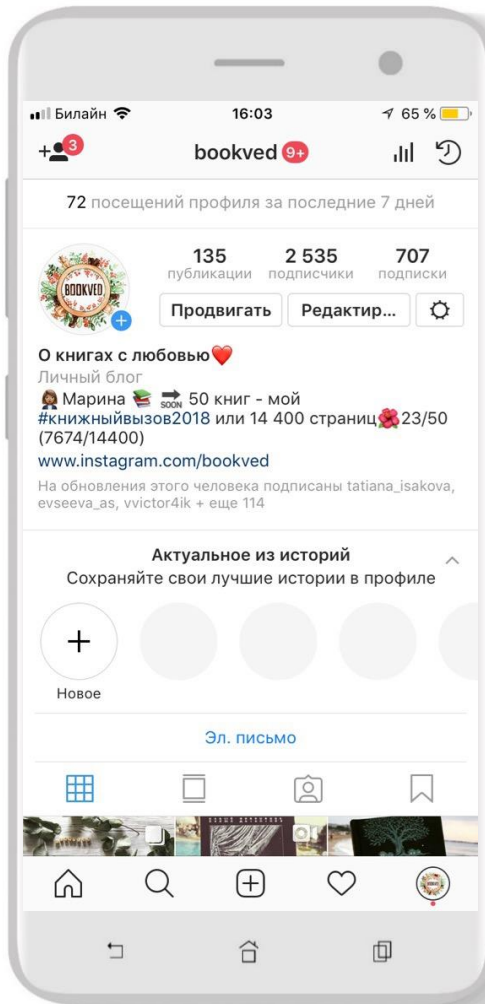 Билайн 16:03 65 %
3 bookved 9+
72 посещений профиля за последние 7 дней
BOOKVED
135 2 535 707
публикации подписчики подписки
Продвигать Редактир...
О книгах с любовью❤️
Личный блог
Марина 📚 🔜 SOON 50 книг - мой
#книжныйвызов2018 или 14 400 страниц🌺23/50
(7674/14400)
www.instagram.com/bookved
На обновления этого человека подписаны tatiana_isakova,
evseeva_as, vvictor4ik + еще 114
Актуальное из историй
Сохраняйте свои лучшие истории в профиле
Новое
Эл. письмо